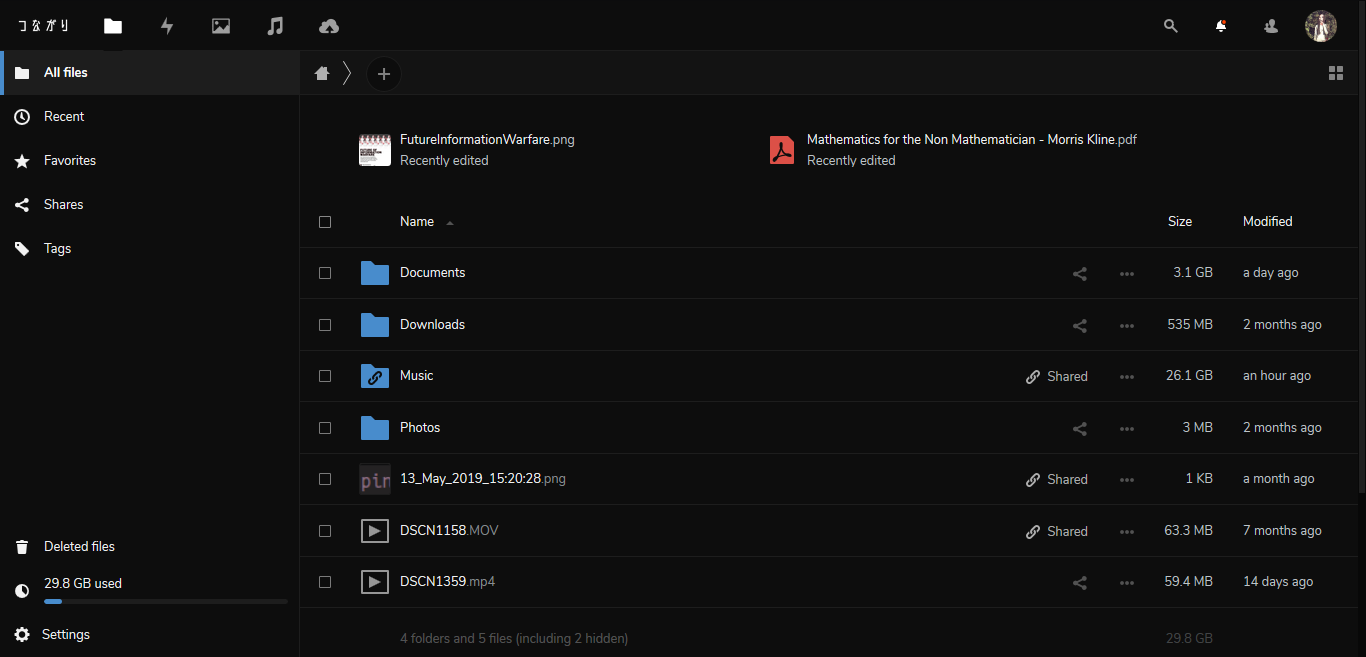 つながり
All files
Recent
Favorites
Shares
Tags
Deleted files
29.8 GB used
Settings
FutureInformationWarfare.png
Recently edited
Mathematics for the Non Mathematician - Morris Kline.pdf
Recently edited
Name Size Modified
Documents 3.1 GB a day ago
Downloads 535 MB 2 months ago
Music Shared 26.1 GB an hour ago
Photos 3 MB 2 months ago
pin 13_May_2019_15:20:28.png Shared 1 KB a month ago
DSCN1158.MOV Shared 63.3 MB 7 months ago
DSCN1359.mp4 59.4 MB 14 days ago
4 folders and 5 files (including 2 hidden) 29.8 GB